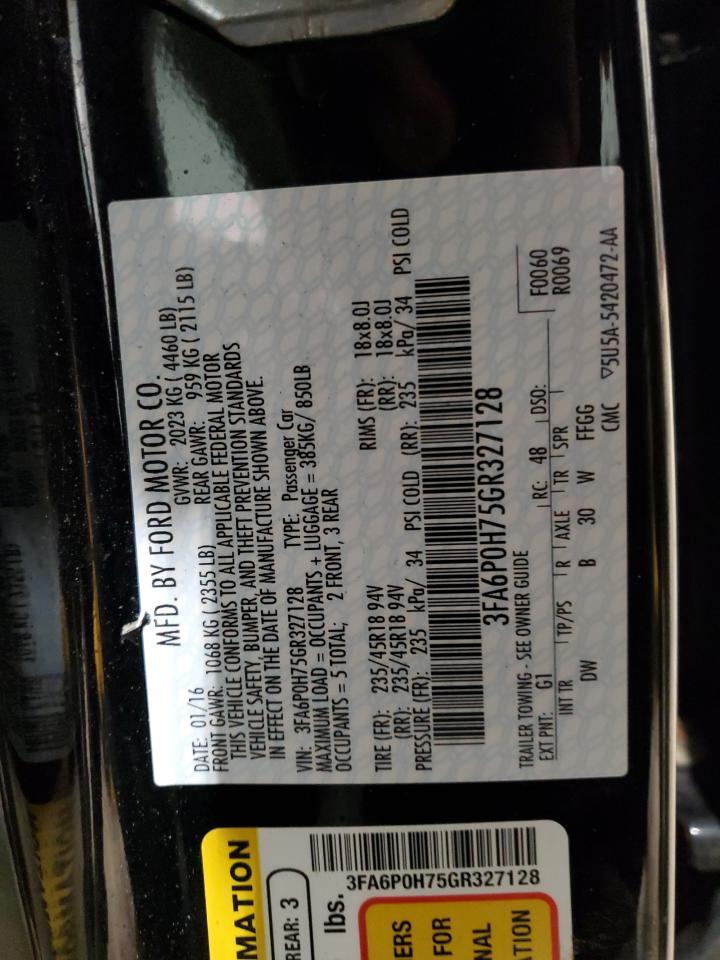 MFD. BY FORD MOTOR CO.
DATE: 01/16 GVWR: 2023 KG ( 4460 LB)
FRONT GAWR: 1068 KG ( 2355 LB) REAR GAWR: 959 KG ( 2115 LB)
THIS VEHICLE CONFORMS TO ALL APPLICABLE FEDERAL MOTOR
VEHICLE SAFETY, BUMPER, AND THEFT PREVENTION STANDARDS
IN EFFECT ON THE DATE OF MANUFACTURE SHOWN ABOVE.
VIN: 3FA6P0H75GR327128 TYPE: Passenger Car
MAXIMUM LOAD = OCCUPANTS + LUGGAGE = 385KG/ 850LB
OCCUPANTS = 5 TOTAL; 2 FRONT, 3 REAR
TIRE (FR): 235/45R18 94V RIMS (FR): 18x8.0J
(RR): 235/45R18 94V (RR): 18x8.0J
PRESSURE (FR): 235 kPa/ 34 PSI COLD (RR): 235 kPa/ 34 PSI COLD
3FA6P0H75GR327128
TRAILER TOWING - SEE OWNER GUIDE F0060
EXT PNT: G1 RC: 48 DSO: R0069
INT TR TP/PS R AXLE TR SPR
DW B 30 W FFGG
CMC ▽5U5A-5420472-AA
MATION
REAR: 3
lbs.
3FA6P0H75GR327128
ERS
FOR
NAL
ATION